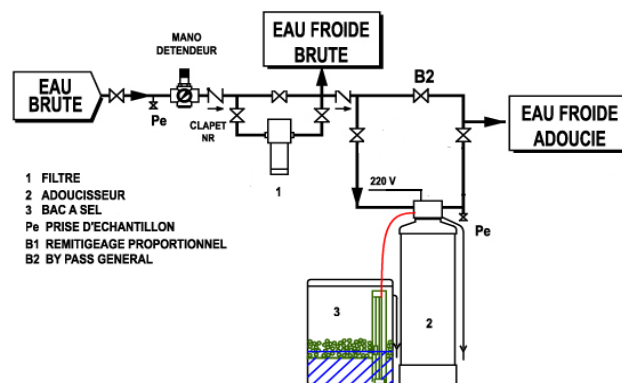 MANO
DETENDEUR
EAU FROIDE
BRUTE
EAU
BRUTE
Pe
CLAPET
NR
B2
EAU FROIDE
ADOUCIE
1
220 V
Pe
1 FILTRE
2 ADOUCISSEUR
3 BAC A SEL
Pe PRISE D'ECHANTILLON
B1 REMITIGEAGE PROPORTIONNEL
B2 BY PASS GENERAL
3
2